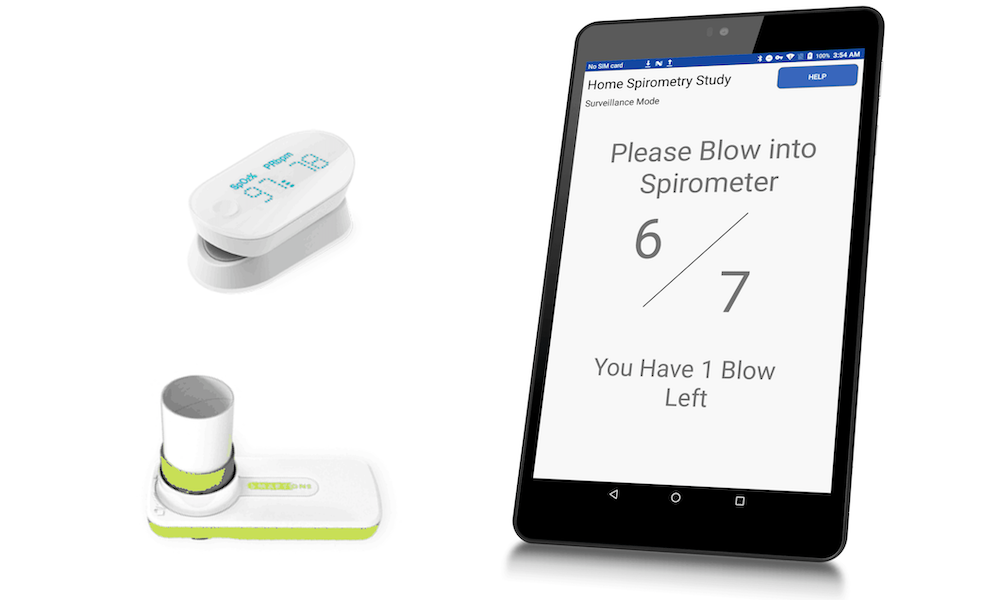 SpO₂% PRbpm
97 78
SMARTONE
No SIM card 100% 3:54 AM
Home Spirometry Study
HELP
Surveillance Mode
Please Blow into
Spirometer
6
7
You Have 1 Blow
Left